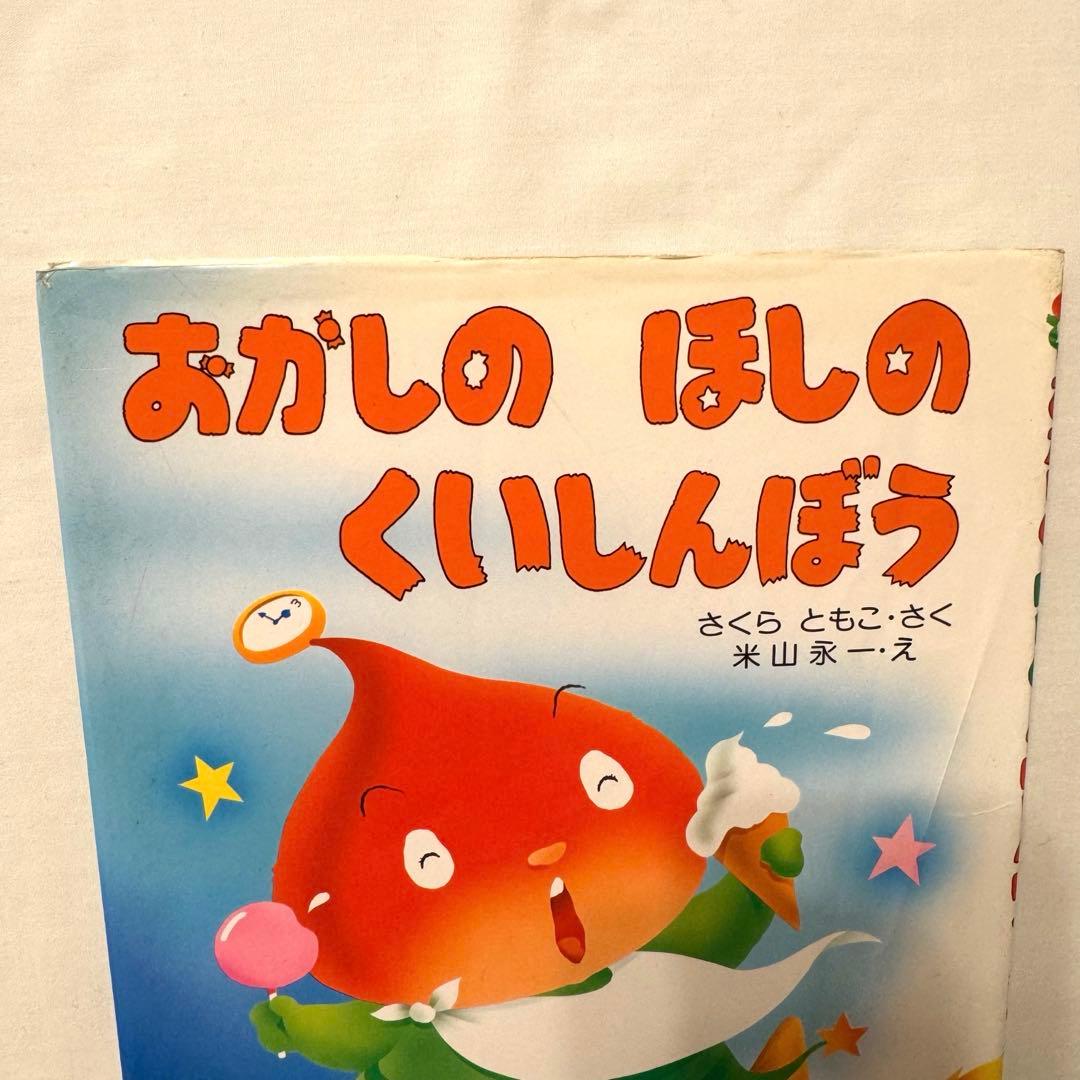 おかしの ほしの
くいしんぼう
さくら ともこ・さく
米山永一・え
3